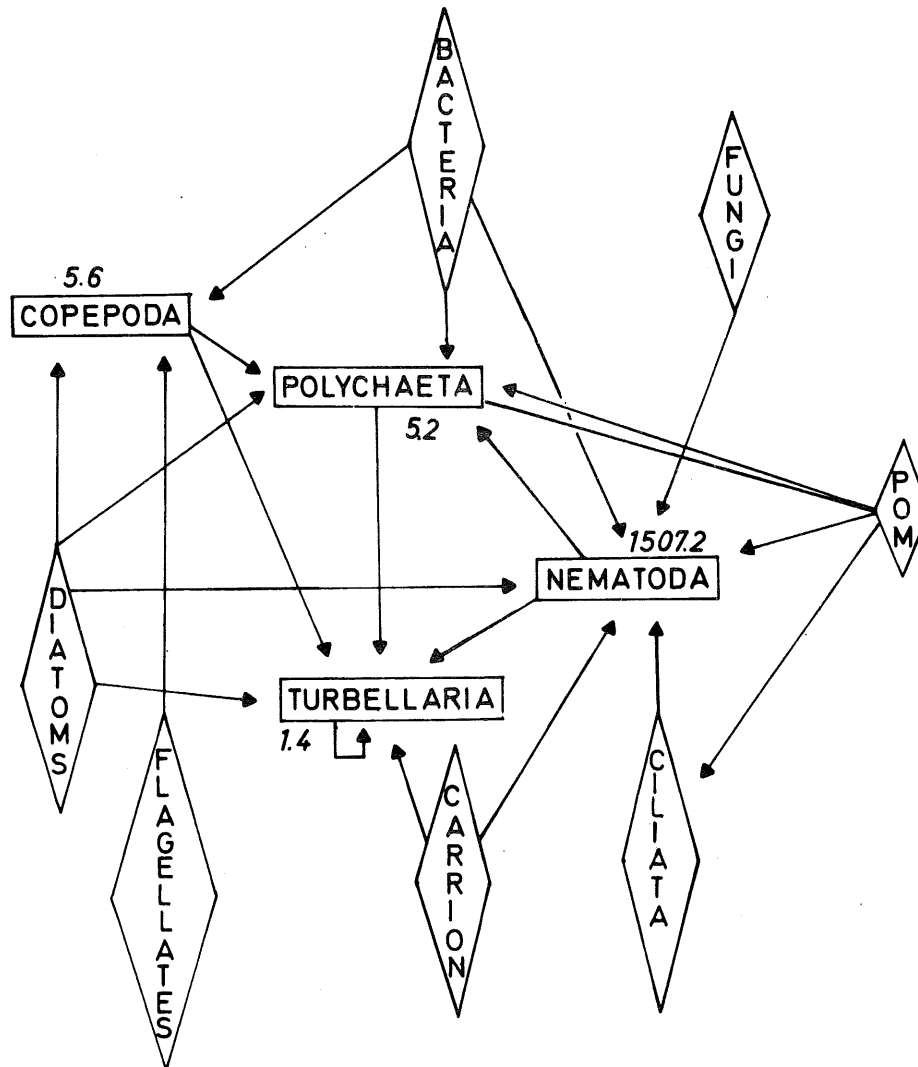 BACTERIA
FUNGI
5.6
COPEPODA
POLYCHAETA
5.2
POM
1507.2
NEMATODA
DIATOMS
TURBELLARIA
1.4
FLAGELLATES
CARRION
CILIATA